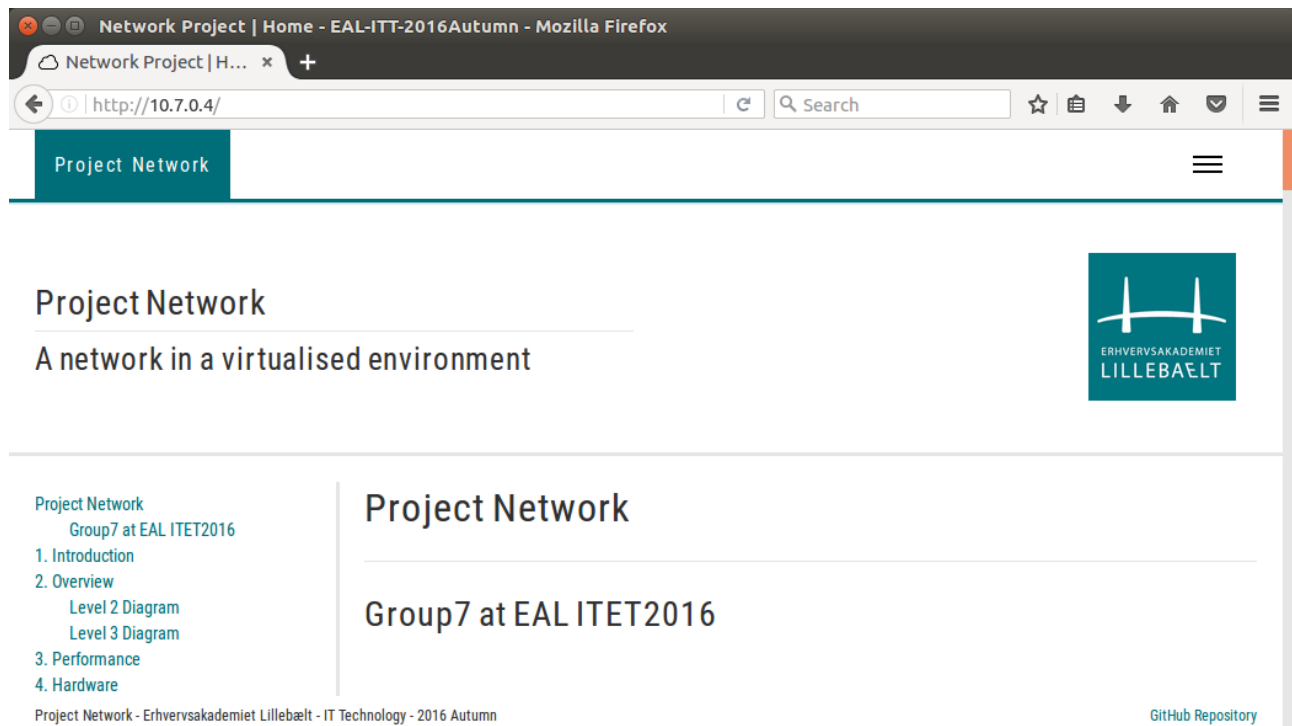 Network Project | Home - EAL-ITT-2016Autumn - Mozilla Firefox
Network Project | H...
http://10.7.0.4/
Search
Project Network
Project Network
A network in a virtualised environment
ERHVERVSAKADEMIET
LILLEBAELT
Project Network
Group7 at EAL ITET2016
1. Introduction
2. Overview
Level 2 Diagram
Level 3 Diagram
3. Performance
4. Hardware
Project Network
Group7 at EAL ITET2016
Project Network - Erhvervsakademiet Lillebælt - IT Technology - 2016 Autumn
GitHub Repository